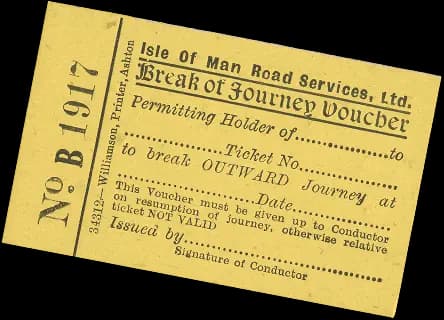 No. B 1917
34312—Williamson, Printer, Ashton
Isle Of Man Road Services, Ltd.
Break of Journey Voucher
Permitting Holder of..................to
....................Ticket No....................
to break OUTWARD Journey at
....................Date....................
This Voucher must be given up to Conductor
on resumption of journey, otherwise relative
ticket NOT VALID
Issued by........................................
Signature of Conductor